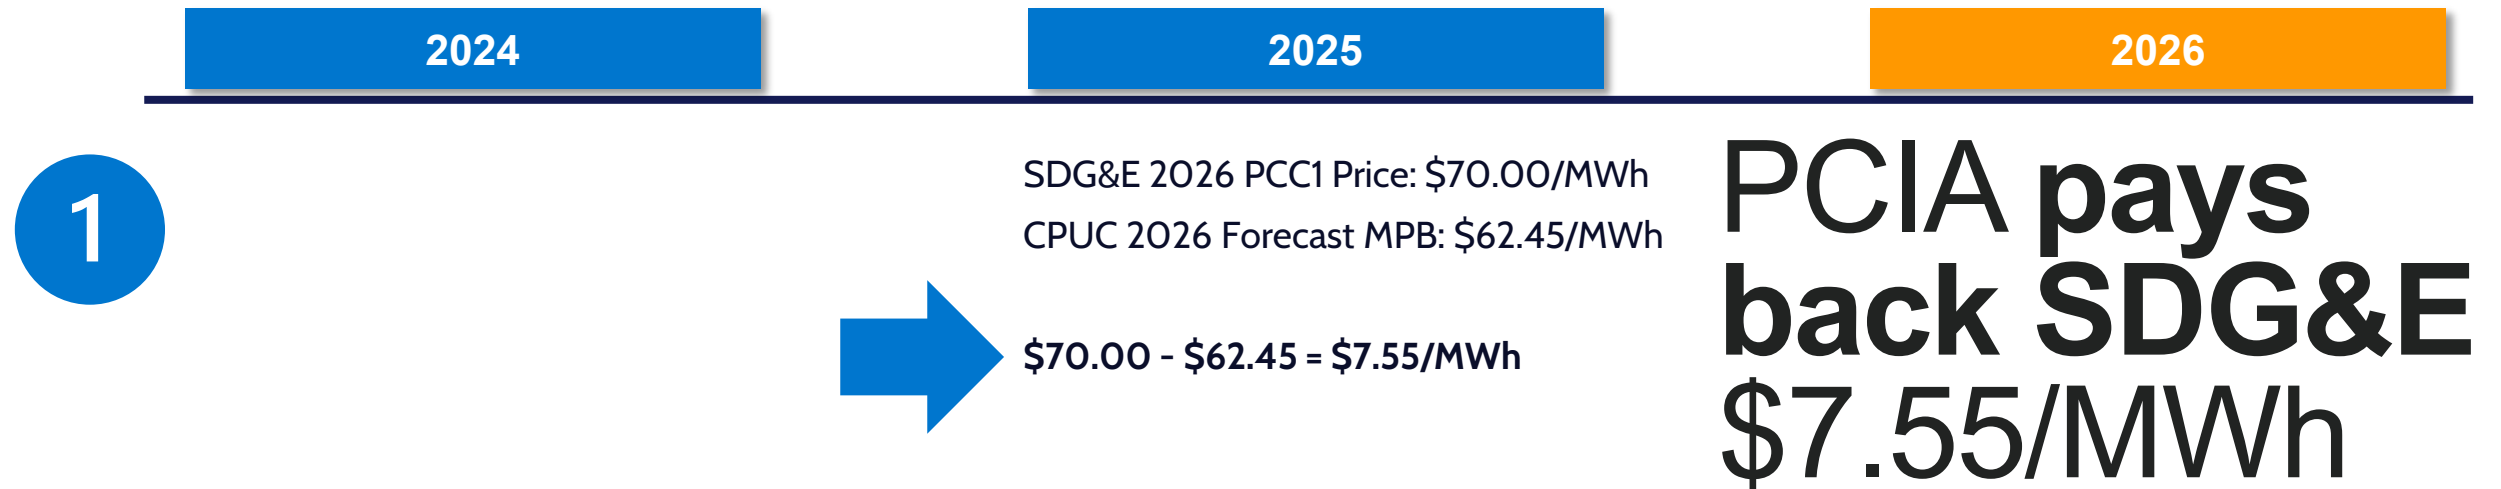 2024
2025
2026
1
SDG&E 2026 PCC1 Price: $70.00/MWh
CPUC 2026 Forecast MPB: $62.45/MWh
$70.00 - $62.45 = $7.55/MWh
PCIA pays
back SDG&E
$7.55/MWh